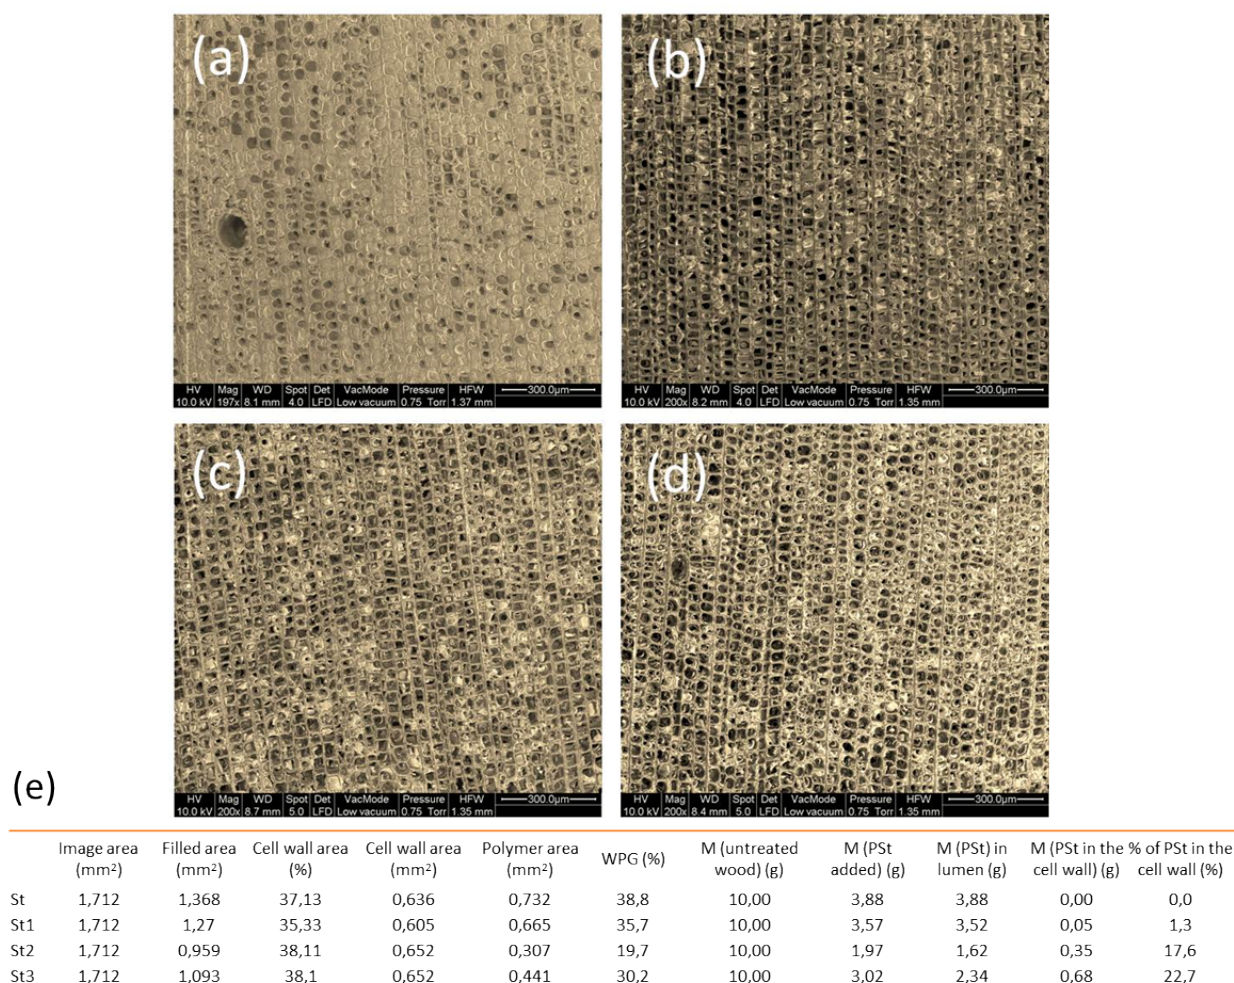 (a)
HV Mag WD Spot Det VacMode Pressure HFW 300.0µm
10.0 kV 197x 8.1 mm 4.0 LFD Low vacuum 0.75 Torr 1.37 mm
(b)
HV Mag WD Spot Det VacMode Pressure HFW 300.0µm
10.0 kV 200x 8.2 mm 4.0 LFD Low vacuum 0.75 Torr 1.35 mm
(c)
HV Mag WD Spot Det VacMode Pressure HFW 300.0µm
10.0 kV 200x 8.7 mm 5.0 LFD Low vacuum 0.75 Torr 1.35 mm
(d)
HV Mag WD Spot Det VacMode Pressure HFW 300.0µm
10.0 kV 200x 8.4 mm 5.0 LFD Low vacuum 0.75 Torr 1.35 mm
(e)
Image area Filled area Cell wall area Cell wall area Polymer area WPG (%) M (untreated M (PSt M (PSt) in M (PSt in the % of PSt in the
(mm²) (mm²) (%) (mm²) (mm²) wood) (g) added) (g) lumen (g) cell wall) (g) cell wall (%)
St 1,712 1,368 37,13 0,636 0,732 38,8 10,00 3,88 3,88 0,00 0,0
St1 1,712 1,27 35,33 0,605 0,665 35,7 10,00 3,57 3,52 0,05 1,3
St2 1,712 0,959 38,11 0,652 0,307 19,7 10,00 1,97 1,62 0,35 17,6
St3 1,712 1,093 38,1 0,652 0,441 30,2 10,00 3,02 2,34 0,68 22,7